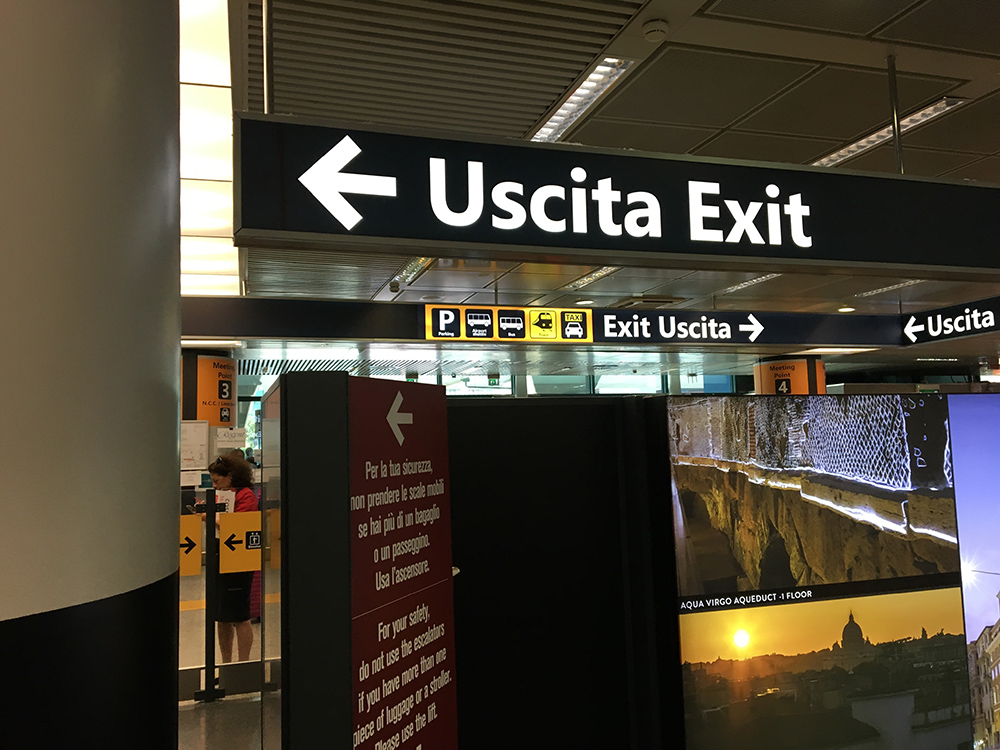 Uscita Exit
P
Parking
Bus
TAXI
Exit Uscita
Uscita
Meeting
Point
3
N.C.C. /
Meeting
Point
4
Per la tua sicurezza,
non prendere le scale mobili
se hai più di un bagaglio
o un passeggino.
Usa l'ascensore.
For your safety,
do not use the escalators
if you have more than one
piece of luggage or a stroller.
Please use the lift.
AQUA VIRGO AQUEDUCT -1 FLOOR